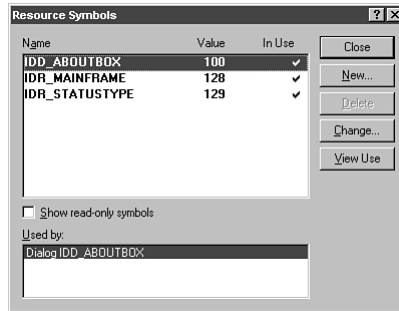 Resource Symbols
Name Value In Use
IDD_ABOUTBOX 100
IDR_MAINFRAME 128
IDR_STATUSTYPE 129
Close
New...
Delete
Change...
View Use
Show read-only symbols
Used by:
Dialog IDD_ABOUTBOX